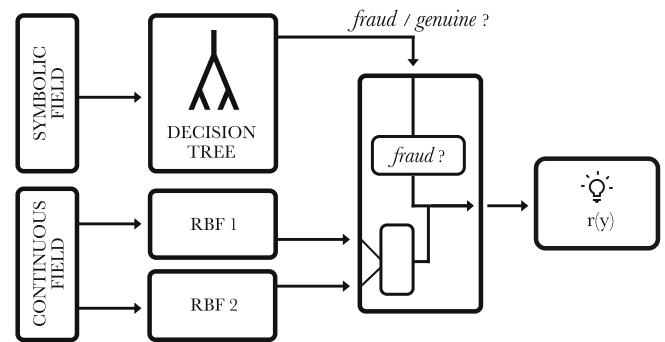 fraud / genuine ?
SYMBOLIC
FIELD
DECISION
TREE
fraud ?
CONTINUOUS
FIELD
RBF 1
RBF 2
r(y)